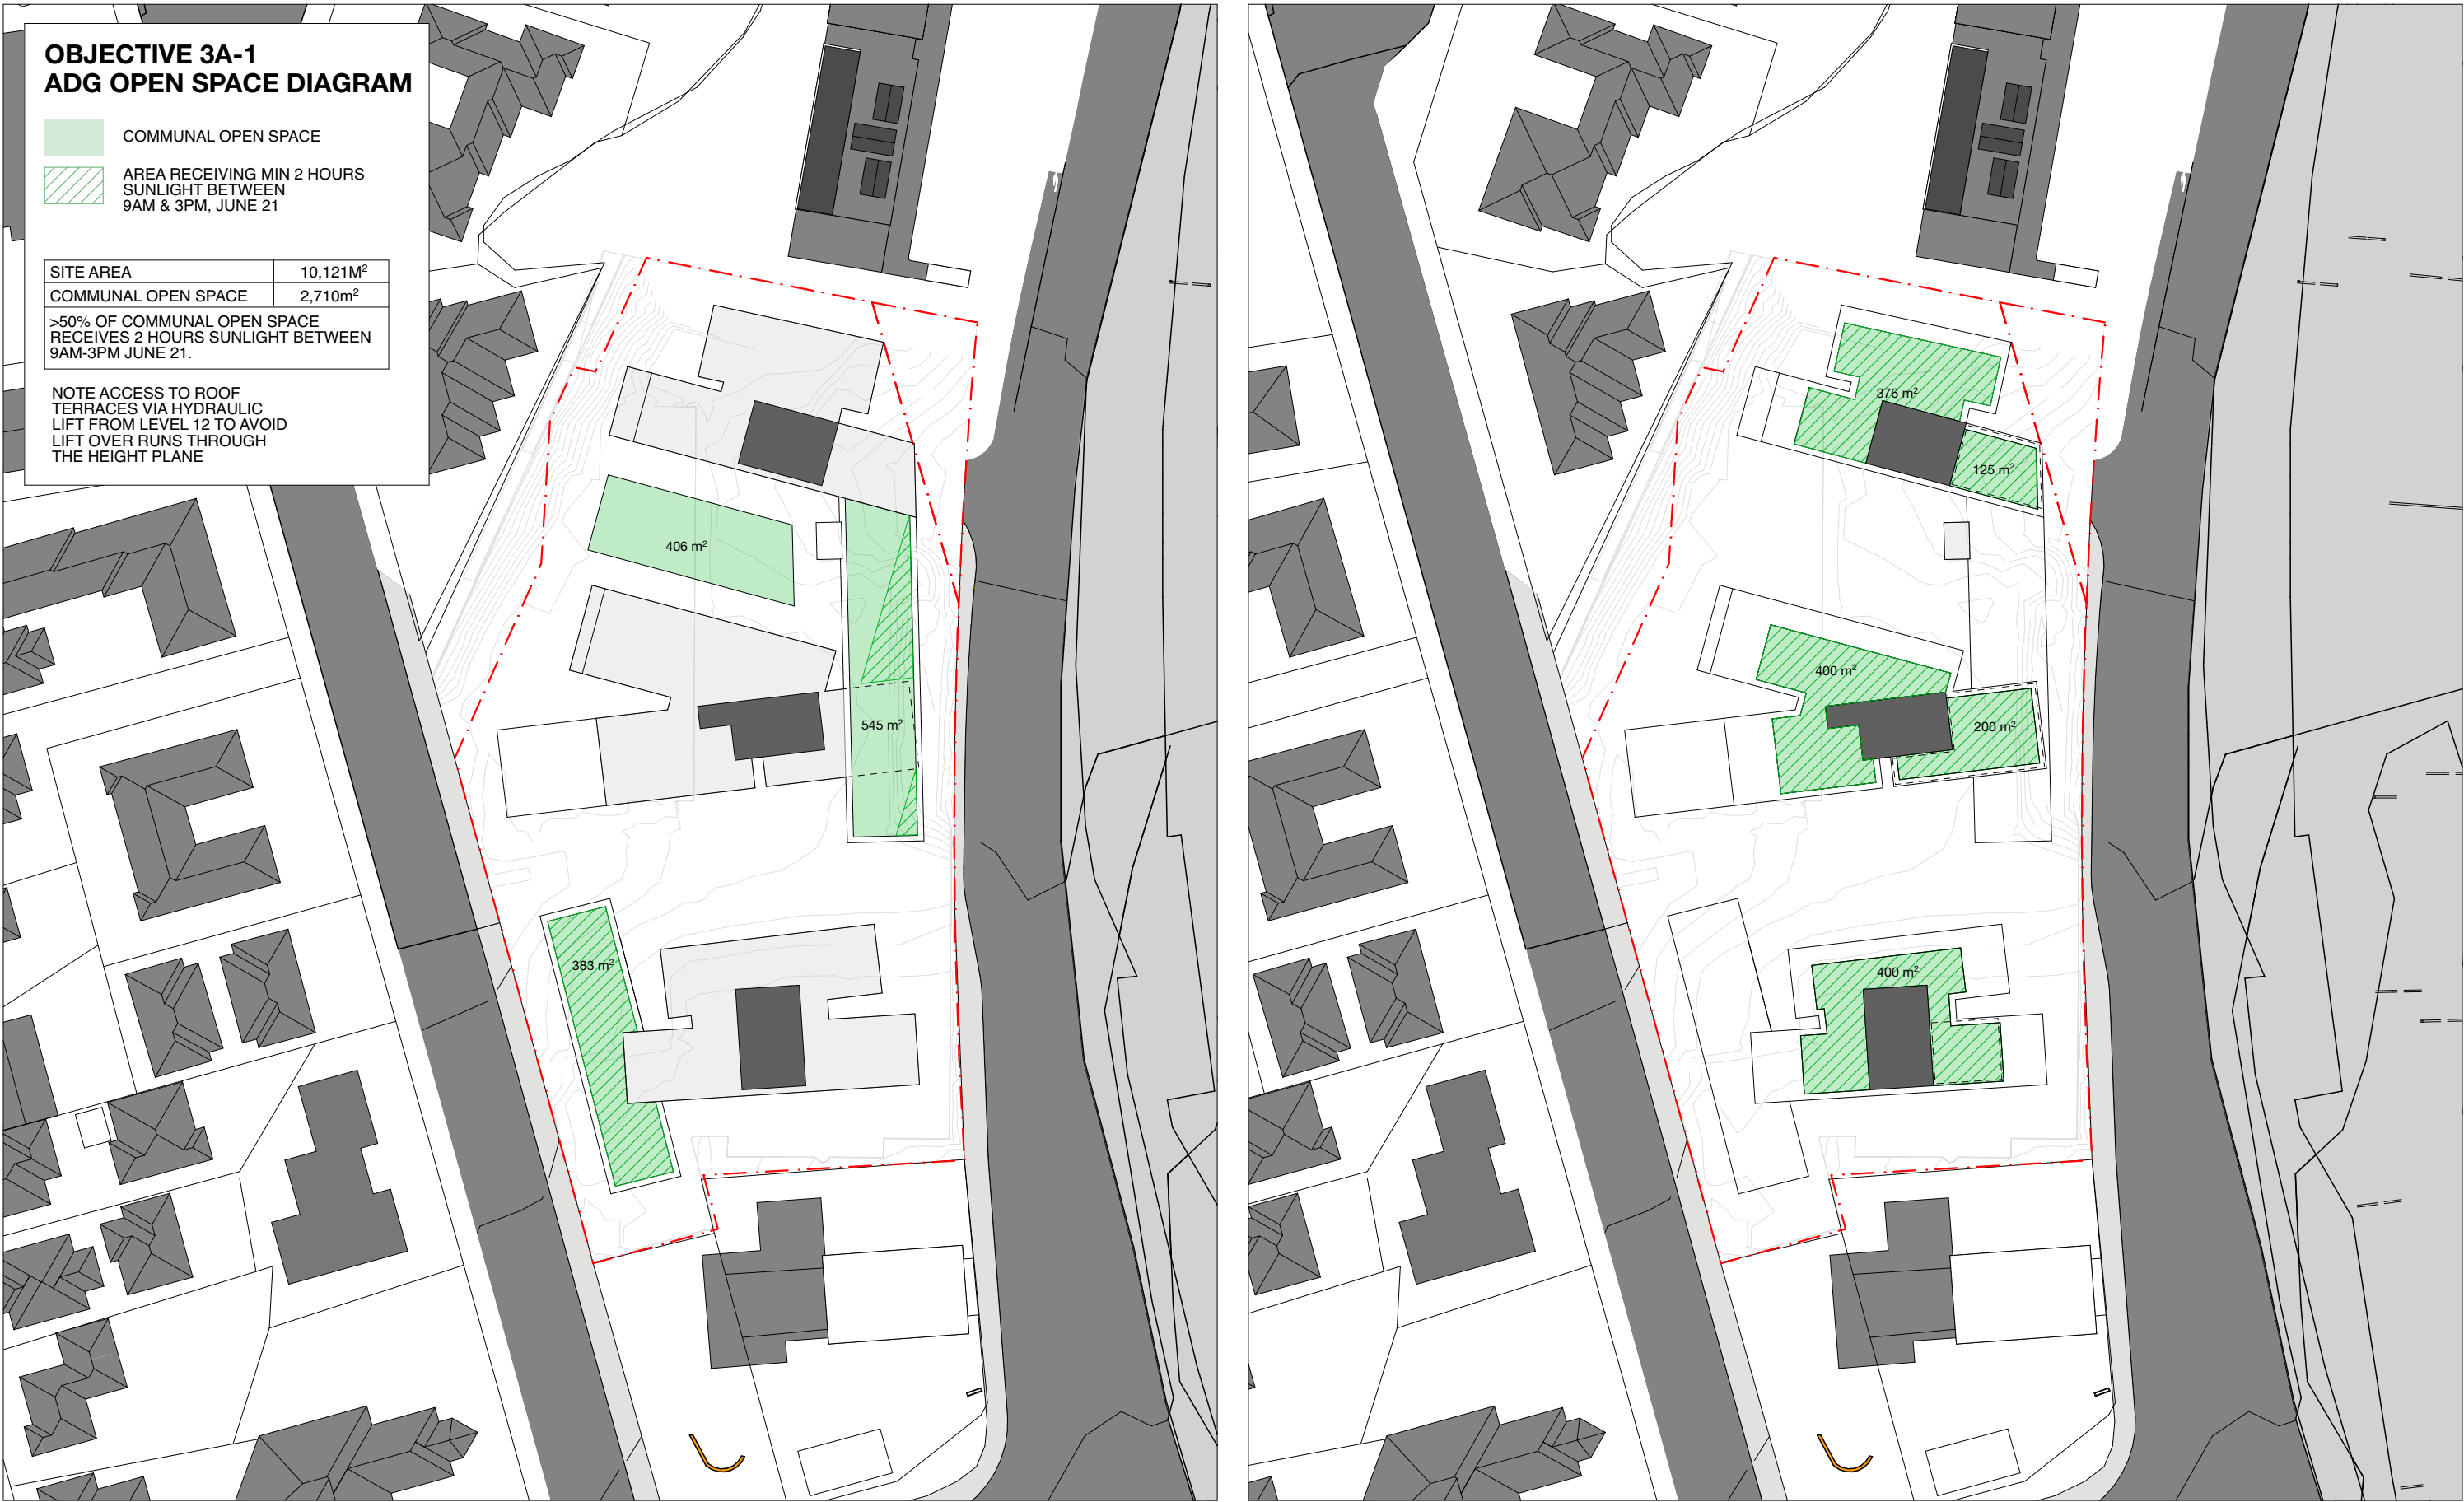 OBJECTIVE 3A-1
ADG OPEN SPACE DIAGRAM
COMMUNAL OPEN SPACE
AREA RECEIVING MIN 2 HOURS
SUNLIGHT BETWEEN
9AM & 3PM, JUNE 21
SITE AREA 10,121M²
COMMUNAL OPEN SPACE 2,710m²
>50% OF COMMUNAL OPEN SPACE
RECEIVES 2 HOURS SUNLIGHT BETWEEN
9AM-3PM JUNE 21.
NOTE ACCESS TO ROOF
TERRACES VIA HYDRAULIC
LIFT FROM LEVEL 12 TO AVOID
LIFT OVER RUNS THROUGH
THE HEIGHT PLANE
406 m²
545 m²
383 m²
376 m²
125 m²
400 m²
200 m²
400 m²